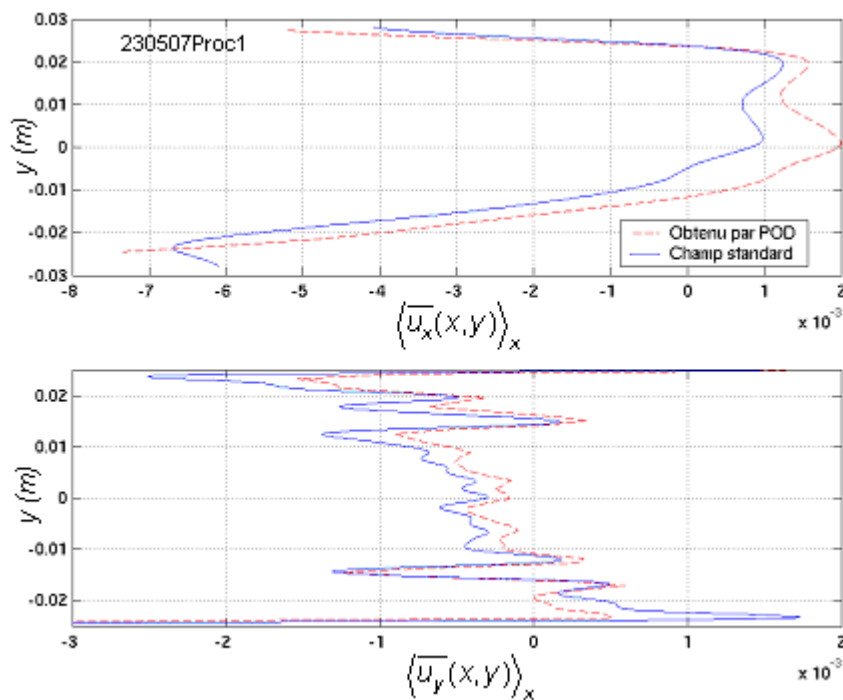 0.03
230507Proc1
0.02
0.01
y (m)
0
-0.01
Obtenu par POD
-0.02
Champ standard
-0.03
-8 -7 -6 -5 -4 -3 -2 -1 0 1 2
x 10⁻³
⟨u̅ₓ(x,y)⟩ₓ
0.02
0.01
y (m)
0
-0.01
-0.02
-3 -2 -1 0 1 2
x 10⁻³
⟨u̅ᵧ(x,y)⟩ₓ